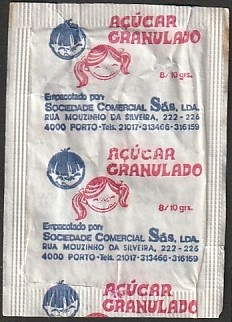 AÇÚCAR
GRANULADO
8/10 grs.
Empacotado por:
SOCIEDADE COMERCIAL Sás, LDA.
RUA MOUZINHO DA SILVEIRA, 222 - 226
4000 PORTO - Tels. 21017 - 313466 - 316159
AÇÚCAR
GRANULADO
8/10 grs.
Empacotado por:
SOCIEDADE COMERCIAL Sás, LDA.
RUA MOUZINHO DA SILVEIRA, 222 - 226
4000 PORTO - Tels. 21017 - 313466 - 316159
AÇÚCAR
GRANULADO